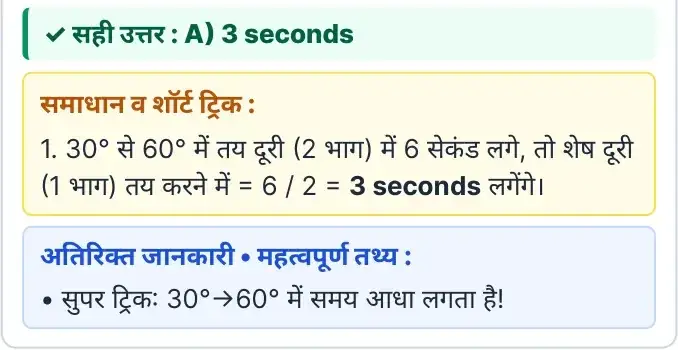 ✓ सही उत्तर : A) 3 seconds
समाधान व शॉर्ट ट्रिक :
1. 30° से 60° में तय दूरी (2 भाग) में 6 सेकंड लगे, तो शेष दूरी
(1 भाग) तय करने में = 6 / 2 = 3 seconds लगेंगे।
अतिरिक्त जानकारी • महत्वपूर्ण तथ्य :
• सुपर ट्रिक: 30°→60° में समय आधा लगता है!